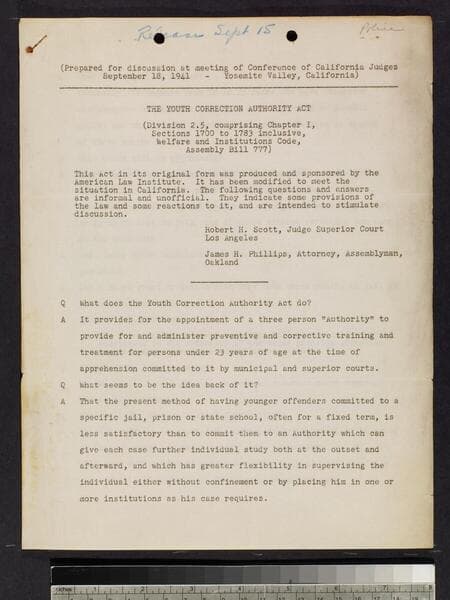 Release Sept 15
Police
(Prepared for discussion at meeting of Conference of California Judges
September 18, 1941 - Yosemite Valley, California)
THE YOUTH CORRECTION AUTHORITY ACT
(Division 2.5, comprising Chapter I,
Sections 1700 to 1783 inclusive,
Welfare and Institutions Code,
Assembly Bill 777)
This Act in its original form was produced and sponsored by the
American Law Institute. It has been modified to meet the
situation in California. The following questions and answers
are informal and unofficial. They indicate some provisions of
the law and some reactions to it, and are intended to stimulate
discussion.
Robert H. Scott, Judge Superior Court
Los Angeles
James H. Phillips, Attorney, Assemblyman,
Oakland
Q What does the Youth Correction Authority Act do?
A It provides for the appointment of a three person "Authority" to
provide for and administer preventive and corrective training and
treatment for persons under 23 years of age at the time of
apprehension committed to it by municipal and superior courts.
Q What seems to be the idea back of it?
A That the present method of having younger offenders committed to a
specific jail, prison or state school, often for a fixed term, is
less satisfactory than to commit them to an Authority which can
give each case further individual study both at the outset and
afterward, and which has greater flexibility in supervising the
individual either without confinement or by placing him in one or
more institutions as his case requires.
inches 1 2 3 4 5 6 7 8